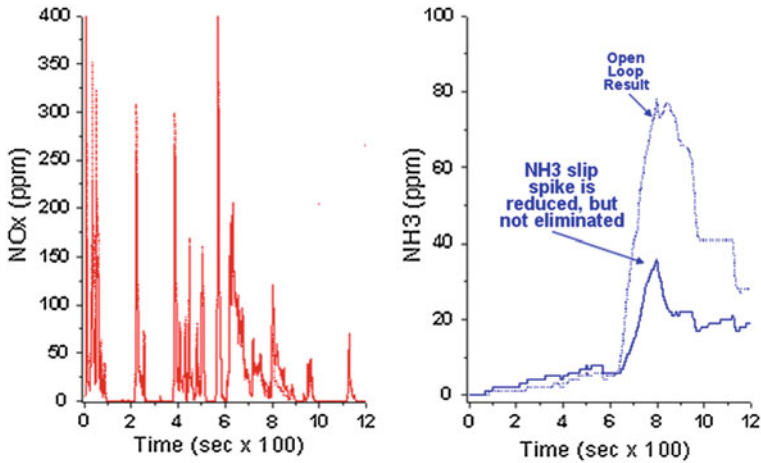 400
350
300
250
200
150
100
50
0
NOx (ppm)
0 2 4 6 8 10 12
Time (sec x 100)
100
80
60
40
20
0
NH3 (ppm)
Open
Loop
Result
NH3 slip
spike is
reduced, but
not eliminated
0 2 4 6 8 10 12
Time (sec x 100)